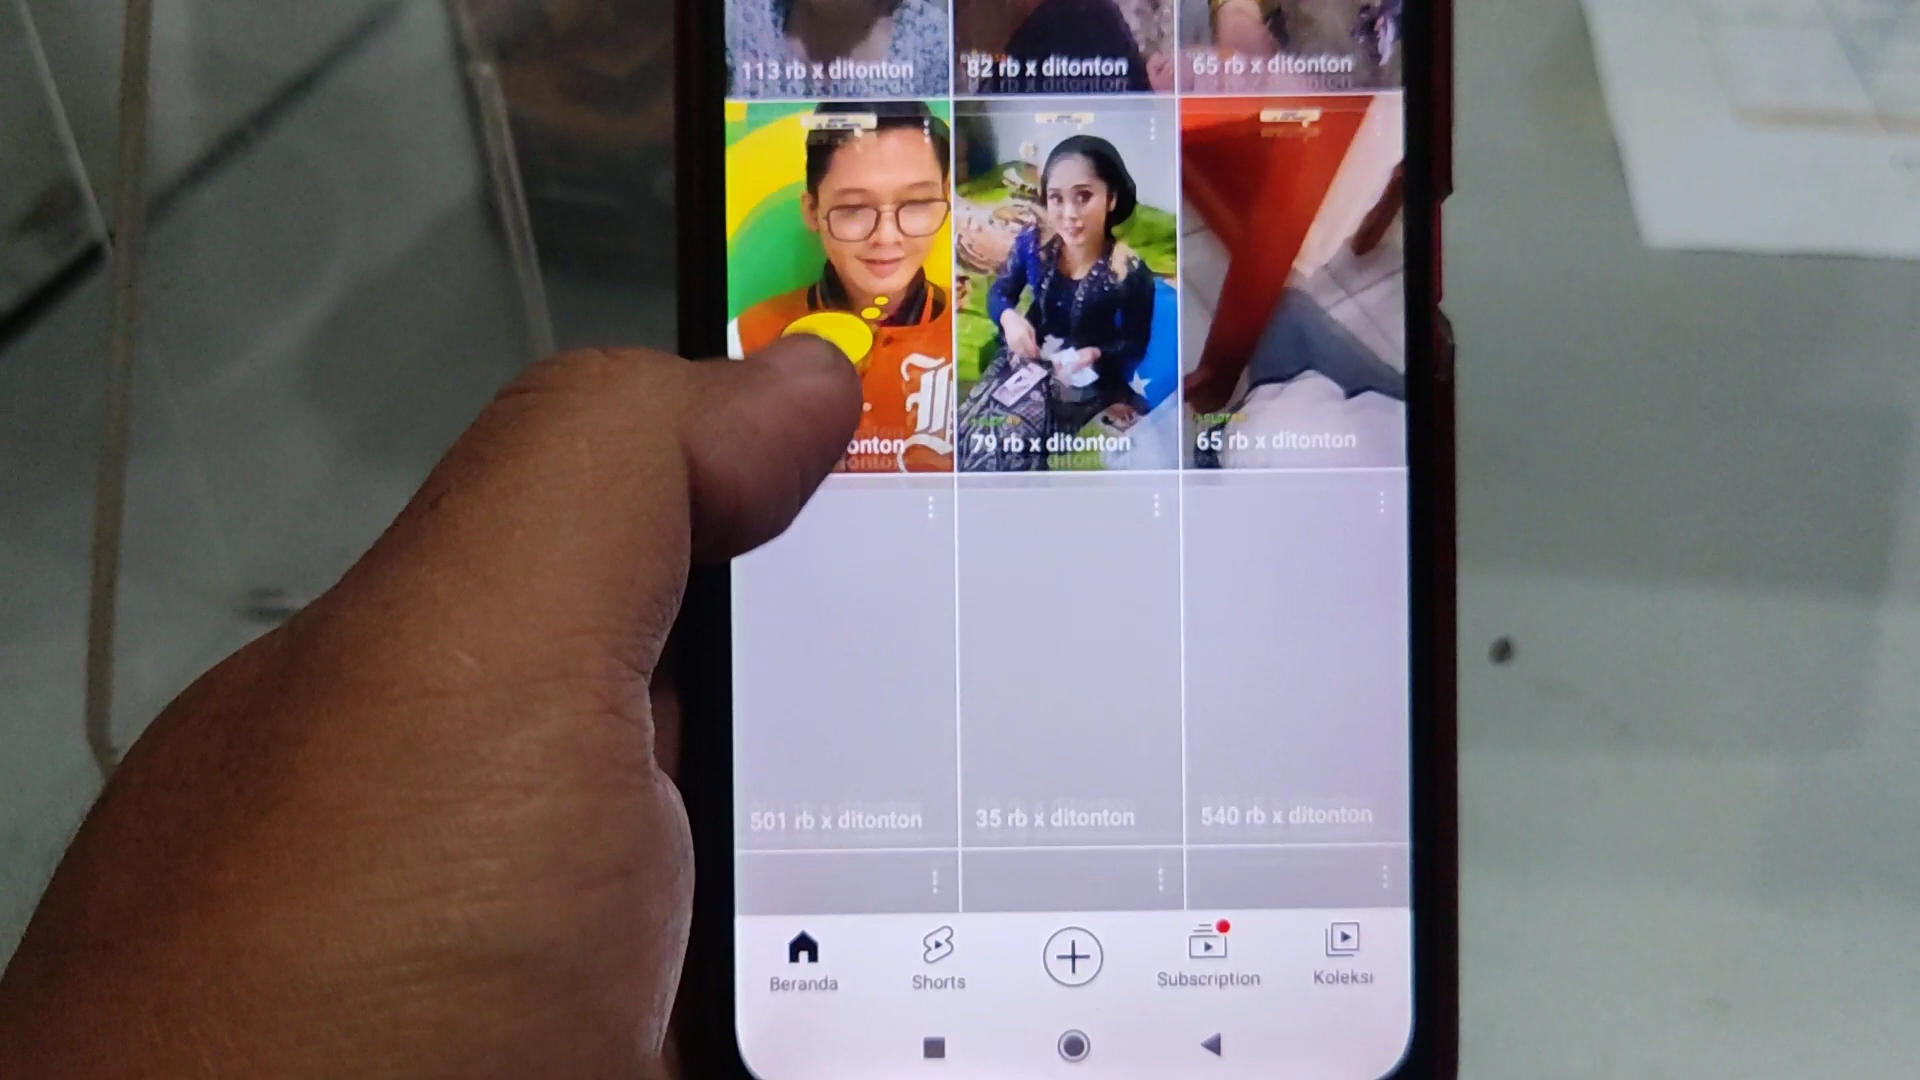 113 rb x ditonton
82 rb x ditonton
65 rb x ditonton
onton
79 rb x ditonton
65 rb x ditonton
501 rb x ditonton
35 rb x ditonton
540 rb x ditonton
Beranda
Shorts
Subscription
Koleksi